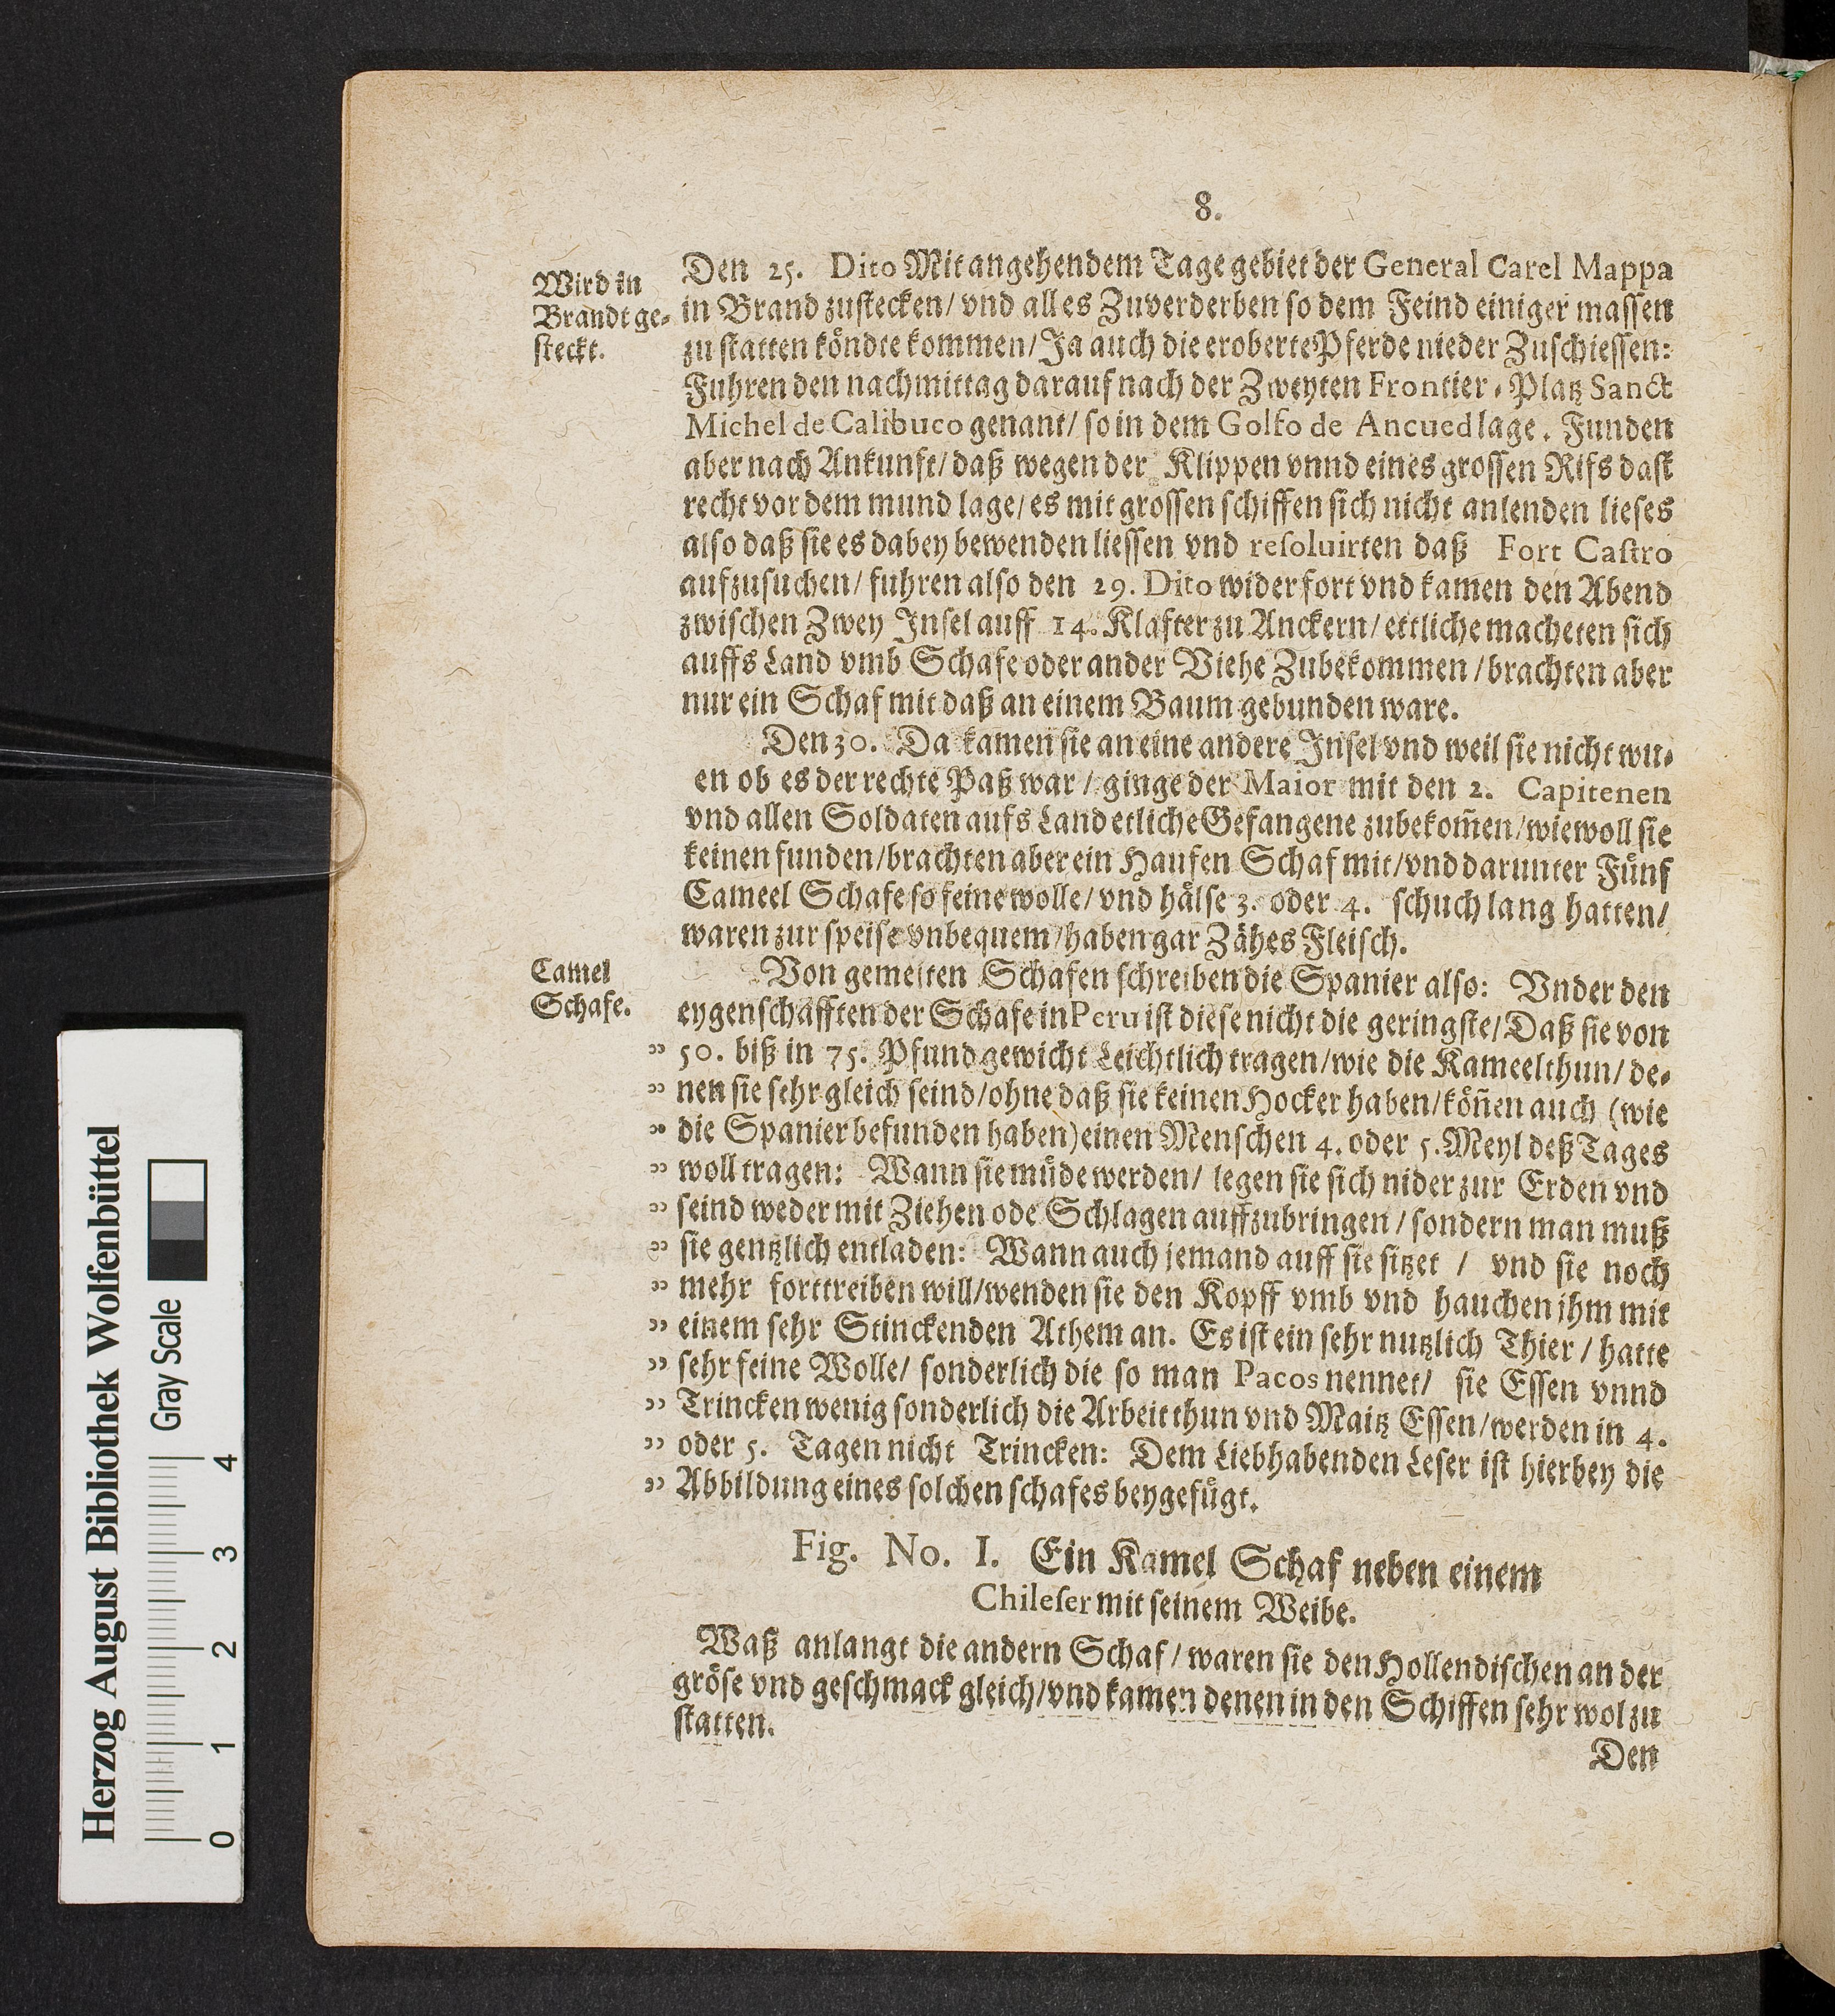 8.
Wird in
Brandt ge-
steckt.
Den 25. Dito Mit angehendem Tage gebiet der General Carel Mappa
in Brand zustecken/ vnd alles Zuverderben so dem Feind einiger massen
zu statten köndte kommen/ Ja auch die eroberte Pferde nieder Zuschiessen:
Fuhren den nachmittag darauf nach der Zweyten Frontier-Platz Sanct
Michel de Calibuco genant/ so in dem Golfo de Ancued lage. Funden
aber nach Ankunft/ daß wegen der Klippen vnnd eines grossen Rifs dast
recht vor dem mund lage/ es mit grossen schiffen sich nicht anlenden lieses
also daß sie es dabey bewenden liessen vnd resoluirten daß Fort Castro
aufzusuchen/ fuhren also den 29. Dito wider fort vnd kamen den Abend
zwischen Zwey Insel auff 14. Klafter zu Anckern/ ettliche macheten sich
auffs Land vmb Schafe oder ander Viehe Zubekommen/ brachten aber
nur ein Schaf mit daß an einem Baum gebunden ware.
Den 30. Da kamen sie an eine andere Insel vnd weil sie nicht wu-
en ob es der rechte Paß war/ ginge der Maior mit den 2. Capitenen
vnd allen Soldaten aufs Land etliche Gefangene zubekom̃en/ wiewoll sie
keinen funden/ brachten aber ein Haufen Schaf mit/ vnd darunter Fünf
Cameel Schafe so feine wolle/ vnd hälse 3. oder 4. schuch lang hatten/
waren zur speise vnbequem/ haben gar Zähes Fleisch.
Camel
Schafe.
Von gemelten Schafen schreiben die Spanier also: Vnder den
eygenschafften der Schafe in Peru ist diese nicht die geringste/ Daß sie von
” 50. biß in 75. Pfund gewicht Leichtlich tragen/ wie die Kameel thun/ de-
” nen sie sehr gleich seind/ ohne daß sie keinen Hocker haben/ kön̄en auch (wie
” die Spanier befunden haben) einen Menschen 4. oder 5. Meyl deß Tages
” woll tragen: Wann sie müde werden/ legen sie sich nider zur Erden vnd
” seind weder mit Ziehen ode Schlagen auffzubringen/ sondern man muß
” sie gentzlich entladen: Wann auch jemand auff sie sitzet / vnd sie noch
” mehr forttreiben will/ wenden sie den Kopff vmb vnd hauchen ihm mit
” einem sehr Stinckenden Athem an. Es ist ein sehr nutzlich Thier/ hatte
” sehr feine Wolle/ sonderlich die so man Pacos nennet/ sie Essen vnnd
” Trincken wenig sonderlich die Arbeit thun vnd Maitz Essen/ werden in 4.
” oder 5. Tagen nicht Trincken: Dem Liebhabenden Leser ist hierbey die
” Abbildung eines solchen schafes beygefügt.
Fig. No. I. Ein Kamel Schaf neben einem
Chileser mit seinem Weibe.
Waß anlangt die andern Schaf/ waren sie den Hollendischen an der
gröse vnd geschmack gleich/ vnd kamen denen in den Schiffen sehr wol zu
statten.
Den
Herzog August Bibliothek Wolfenbüttel
Gray Scale
0 1 2 3 4